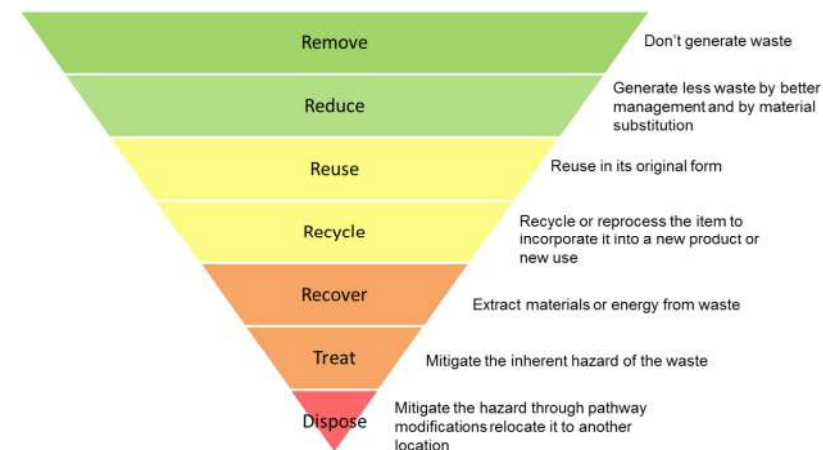 Remove
Don't generate waste
Reduce
Generate less waste by better
management and by material
substitution
Reuse
Reuse in its original form
Recycle
Recycle or reprocess the item to
incorporate it into a new product or
new use
Recover
Extract materials or energy from waste
Treat
Mitigate the inherent hazard of the waste
Dispose
Mitigate the hazard through pathway
modifications relocate it to another
location